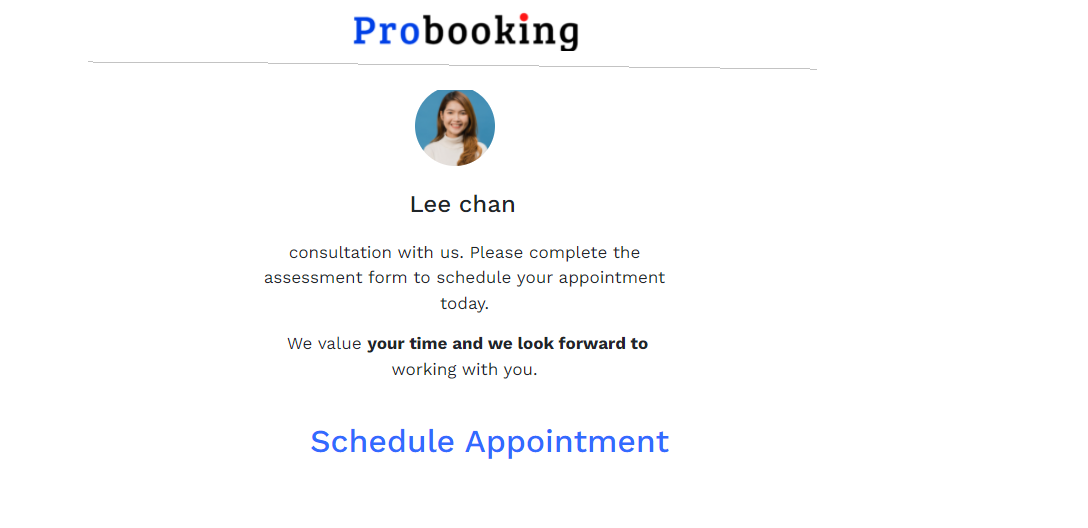 Probooking
Lee chan
consultation with us. Please complete the
assessment form to schedule your appointment
today.
We value your time and we look forward to
working with you.
Schedule Appointment